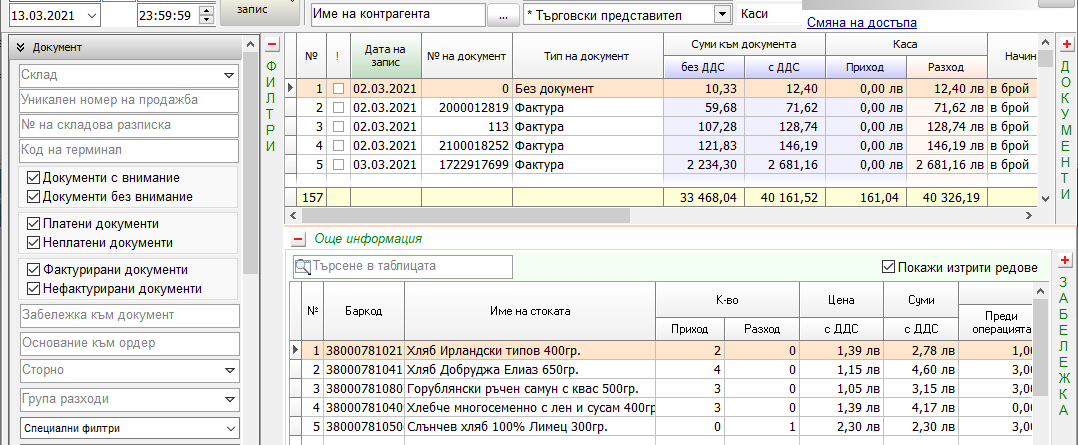 13.03.2021 23:59:59 запис Име на контрагента ... * Търговски представител Каси
Смяна на достъпа
Документ
Склад
Уникален номер на продажба
№ на складова разписка
Код на терминал
Документи с внимание
Документи без внимание
Платени документи
Неплатени документи
Фактурирани документи
Нефактурирани документи
Забележка към документ
Основание към ордер
Сторно
Група разходи
Специални филтри
ФИЛТРИ
№ ! Дата на запис № на документ Тип на документ Суми към документа Каса Начин
без ДДС с ДДС Приход Разход
1 02.03.2021 0 Без документ 10,33 12,40 0,00 лв 12,40 лв в брой
2 02.03.2021 2000012819 Фактура 59,68 71,62 0,00 лв 71,62 лв в брой
3 02.03.2021 113 Фактура 107,28 128,74 0,00 лв 128,74 лв в брой
4 02.03.2021 2100018252 Фактура 121,83 146,19 0,00 лв 146,19 лв в брой
5 03.03.2021 1722917699 Фактура 2 234,30 2 681,16 0,00 лв 2 681,16 лв в брой
157 33 468,04 40 161,52 161,04 40 326,19
ДОКУМЕНТИ
Още информация
Търсене в таблицата Покажи изтрити редове
№ Баркод Име на стоката К-во Цена Суми
Приход Разход с ДДС с ДДС Преди операцията
1 38000781021 Хляб Ирландски типов 400гр. 2 0 1,39 лв 2,78 лв 1,00
2 38000781041 Хляб Добруджа Елиаз 650гр. 4 0 1,15 лв 4,60 лв 3,00
3 3800078108 Горублянски ръчен самун с квас 500гр. 3 0 1,05 лв 3,15 лв 3,00
4 3800078104 Хлебче многосеменно с лен и сусам 400гр 3 0 1,39 лв 4,17 лв 0,00
5 3800078105 Слънчев хляб 100% Лимец 300гр. 0 1 2,30 лв 2,30 лв 3,00
ЗАБЕЛЕЖКА